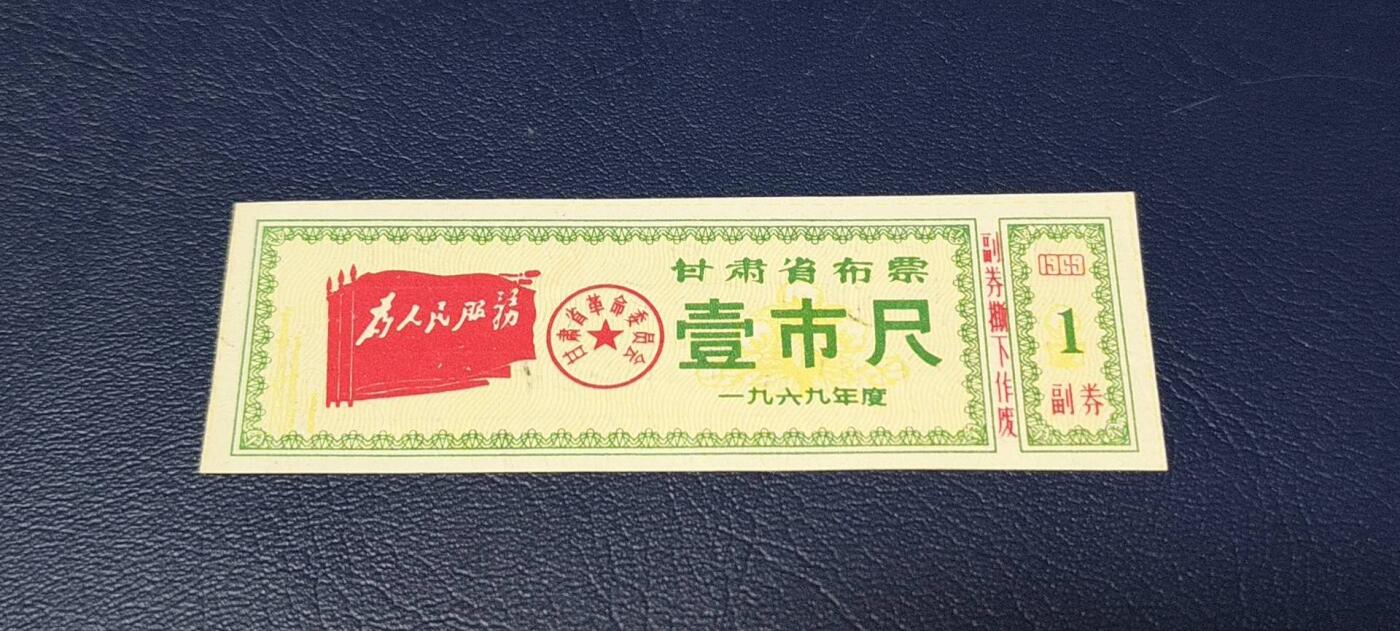 为人民服務
甘肃省革命委员会
甘肃省布票
壹市尺
一九六九年度
副券撕下作废
1969
1
副券